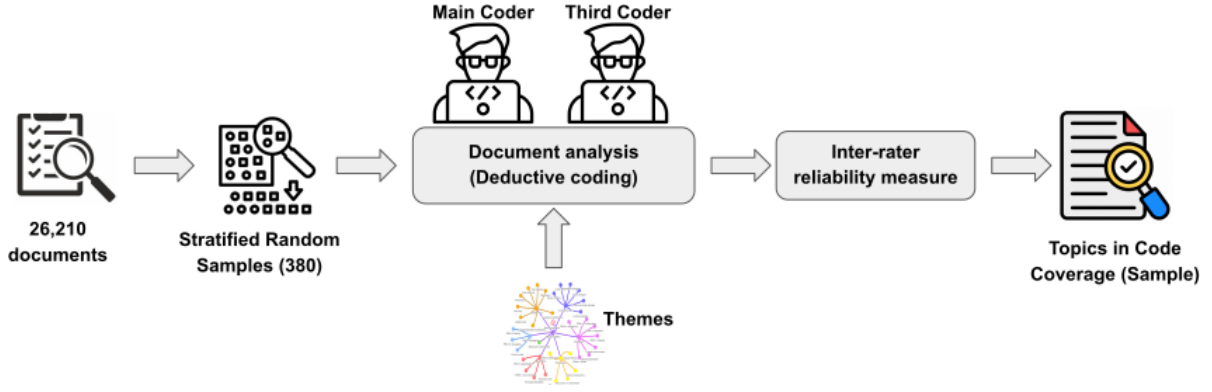 Main Coder
Third Coder
</>
</>
26,210
documents
Stratified Random
Samples (380)
Document analysis
(Deductive coding)
Inter-rater
reliability measure
Topics in Code
Coverage (Sample)
Themes